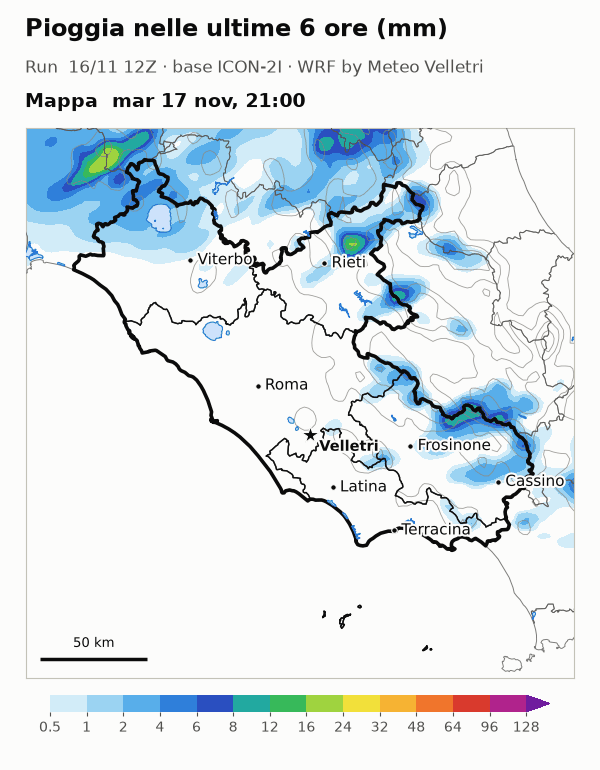 Pioggia nelle ultime 6 ore (mm)
Run  16/11 12Z · base ICON-2I · WRF by Meteo Velletri
Mappa  mar 17 nov, 21:00
Viterbo
Rieti
Roma
Velletri
Frosinone
Cassino
Latina
Terracina
50 km
0.5 1 2 4 6 8 12 16 24 32 48 64 96 128